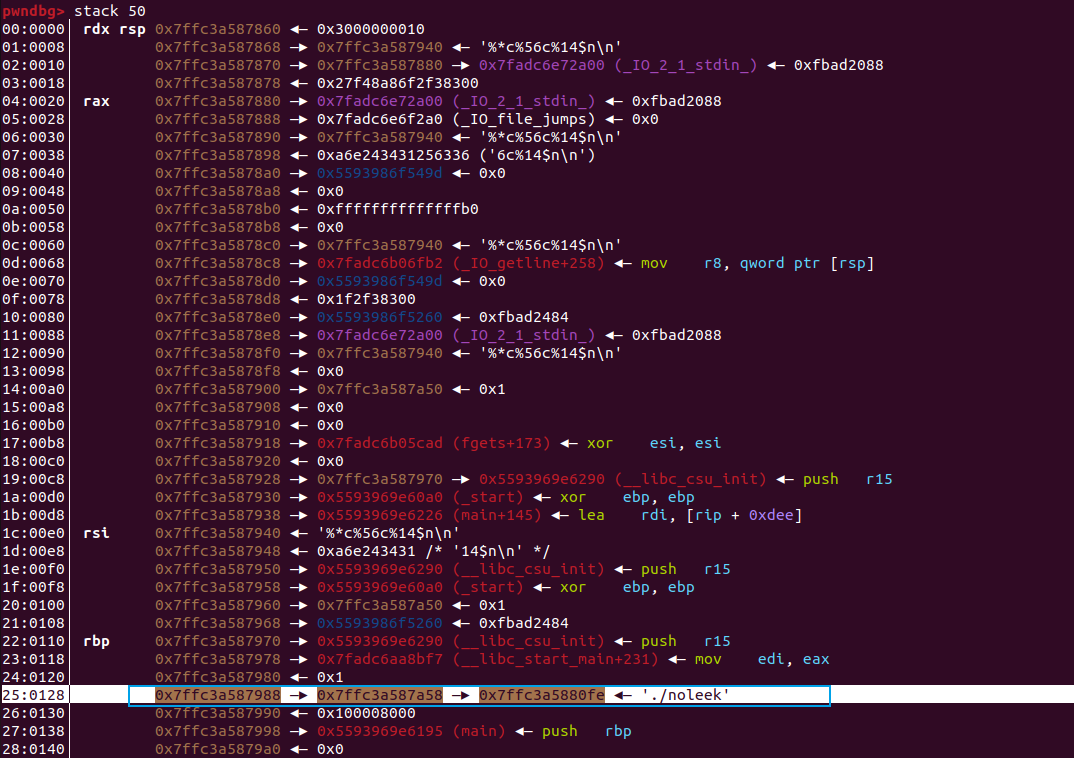 pwndbg> stack 50
00:0000│ rdx rsp 0x7ffc3a587860 ◂— 0x3000000010
01:0008│         0x7ffc3a587868 —▸ 0x7ffc3a587940 ◂— '%*c%56c%14$n\n'
02:0010│         0x7ffc3a587870 —▸ 0x7ffc3a587880 —▸ 0x7fadc6e72a00 (_IO_2_1_stdin_) ◂— 0xfbad2088
03:0018│         0x7ffc3a587878 ◂— 0x27f48a86f2f38300
04:0020│ rax     0x7ffc3a587880 —▸ 0x7fadc6e72a00 (_IO_2_1_stdin_) ◂— 0xfbad2088
05:0028│         0x7ffc3a587888 —▸ 0x7fadc6e6f2a0 (_IO_file_jumps) ◂— 0x0
06:0030│         0x7ffc3a587890 —▸ 0x7ffc3a587940 ◂— '%*c%56c%14$n\n'
07:0038│         0x7ffc3a587898 ◂— 0xa6e243431256336 ('6c%14$n\n')
08:0040│         0x7ffc3a5878a0 —▸ 0x5593986f549d ◂— 0x0
09:0048│         0x7ffc3a5878a8 ◂— 0x0
0a:0050│         0x7ffc3a5878b0 ◂— 0xffffffffffffffb0
0b:0058│         0x7ffc3a5878b8 ◂— 0x0
0c:0060│         0x7ffc3a5878c0 —▸ 0x7ffc3a587940 ◂— '%*c%56c%14$n\n'
0d:0068│         0x7ffc3a5878c8 —▸ 0x7fadc6b06fb2 (_IO_getline+258) ◂— mov    r8, qword ptr [rsp]
0e:0070│         0x7ffc3a5878d0 —▸ 0x5593986f549d ◂— 0x0
0f:0078│         0x7ffc3a5878d8 ◂— 0x1f2f38300
10:0080│         0x7ffc3a5878e0 —▸ 0x5593986f5260 ◂— 0xfbad2484
11:0088│         0x7ffc3a5878e8 —▸ 0x7fadc6e72a00 (_IO_2_1_stdin_) ◂— 0xfbad2088
12:0090│         0x7ffc3a5878f0 —▸ 0x7ffc3a587940 ◂— '%*c%56c%14$n\n'
13:0098│         0x7ffc3a5878f8 ◂— 0x0
14:00a0│         0x7ffc3a587900 —▸ 0x7ffc3a587a50 ◂— 0x1
15:00a8│         0x7ffc3a587908 ◂— 0x0
16:00b0│         0x7ffc3a587910 ◂— 0x0
17:00b8│         0x7ffc3a587918 —▸ 0x7fadc6b05cad (fgets+173) ◂— xor    esi, esi
18:00c0│         0x7ffc3a587920 ◂— 0x0
19:00c8│         0x7ffc3a587928 —▸ 0x7ffc3a587970 —▸ 0x5593969e6290 (__libc_csu_init) ◂— push   r15
1a:00d0│         0x7ffc3a587930 —▸ 0x5593969e60a0 (_start) ◂— xor    ebp, ebp
1b:00d8│         0x7ffc3a587938 —▸ 0x5593969e6226 (main+145) ◂— lea    rdi, [rip + 0xdee]
1c:00e0│ rsi     0x7ffc3a587940 ◂— '%*c%56c%14$n\n'
1d:00e8│         0x7ffc3a587948 ◂— 0xa6e243431 /* '14$n\n' */
1e:00f0│         0x7ffc3a587950 —▸ 0x5593969e6290 (__libc_csu_init) ◂— push   r15
1f:00f8│         0x7ffc3a587958 —▸ 0x5593969e60a0 (_start) ◂— xor    ebp, ebp
20:0100│         0x7ffc3a587960 —▸ 0x7ffc3a587a50 ◂— 0x1
21:0108│         0x7ffc3a587968 —▸ 0x5593986f5260 ◂— 0xfbad2484
22:0110│ rbp     0x7ffc3a587970 —▸ 0x5593969e6290 (__libc_csu_init) ◂— push   r15
23:0118│         0x7ffc3a587978 —▸ 0x7fadc6aa8bf7 (__libc_start_main+231) ◂— mov    edi, eax
24:0120│         0x7ffc3a587980 ◂— 0x1
25:0128│         0x7ffc3a587988 —▸ 0x7ffc3a587a58 —▸ 0x7ffc3a5880fe ◂— './noleek'
26:0130│         0x7ffc3a587990 ◂— 0x100008000
27:0138│         0x7ffc3a587998 —▸ 0x5593969e6195 (main) ◂— push   rbp
28:0140│         0x7ffc3a5879a0 ◂— 0x0